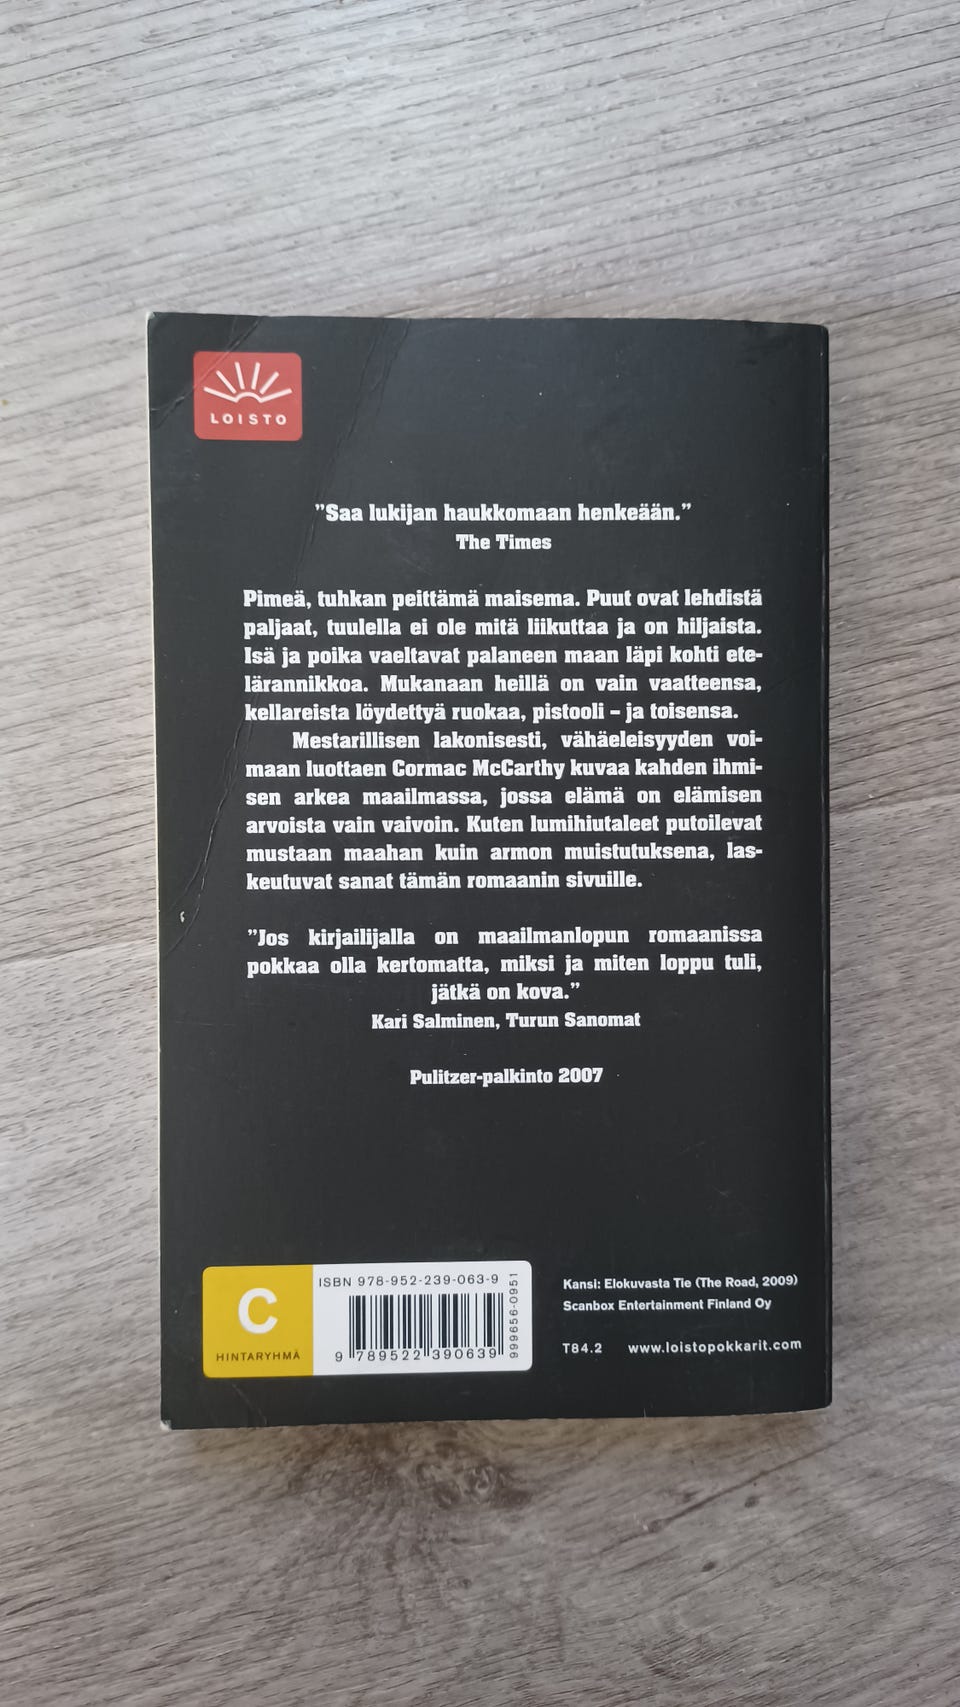 LOISTO
”Saa lukijan haukkomaan henkeään.”
The Times
Pimeä, tuhkan peittämä maisema. Puut ovat lehdistä
paljaat, tuulella ei ole mitä liikuttaa ja on hiljaista.
Isä ja poika vaeltavat palaneen maan läpi kohti ete-
lärannikkoa. Mukanaan heillä on vain vaatteensa,
kellareista löydettyä ruokaa, pistooli – ja toisensa.
Mestarillisen lakonisesti, vähäeleisyyden voi-
maan luottaen Cormac McCarthy kuvaa kahden ihmi-
sen arkea maailmassa, jossa elämä on elämisen
arvoista vain vaivoin. Kuten lumihiutaleet putoilevat
mustaan maahan kuin armon muistutuksena, las-
keutuvat sanat tämän romaanin sivuille.
”Jos kirjailijalla on maailmanlopun romaanissa
pokkaa olla kertomatta, miksi ja miten loppu tuli,
jätkä on kova.”
Kari Salminen, Turun Sanomat
Pulitzer-palkinto 2007
C
HINTARYHMÄ
ISBN 978-952-239-063-9
9 789522 390639
999656-0951
Kansi: Elokuvasta Tie (The Road, 2009)
Scanbox Entertainment Finland Oy
T84.2 www.loistopokkarit.com